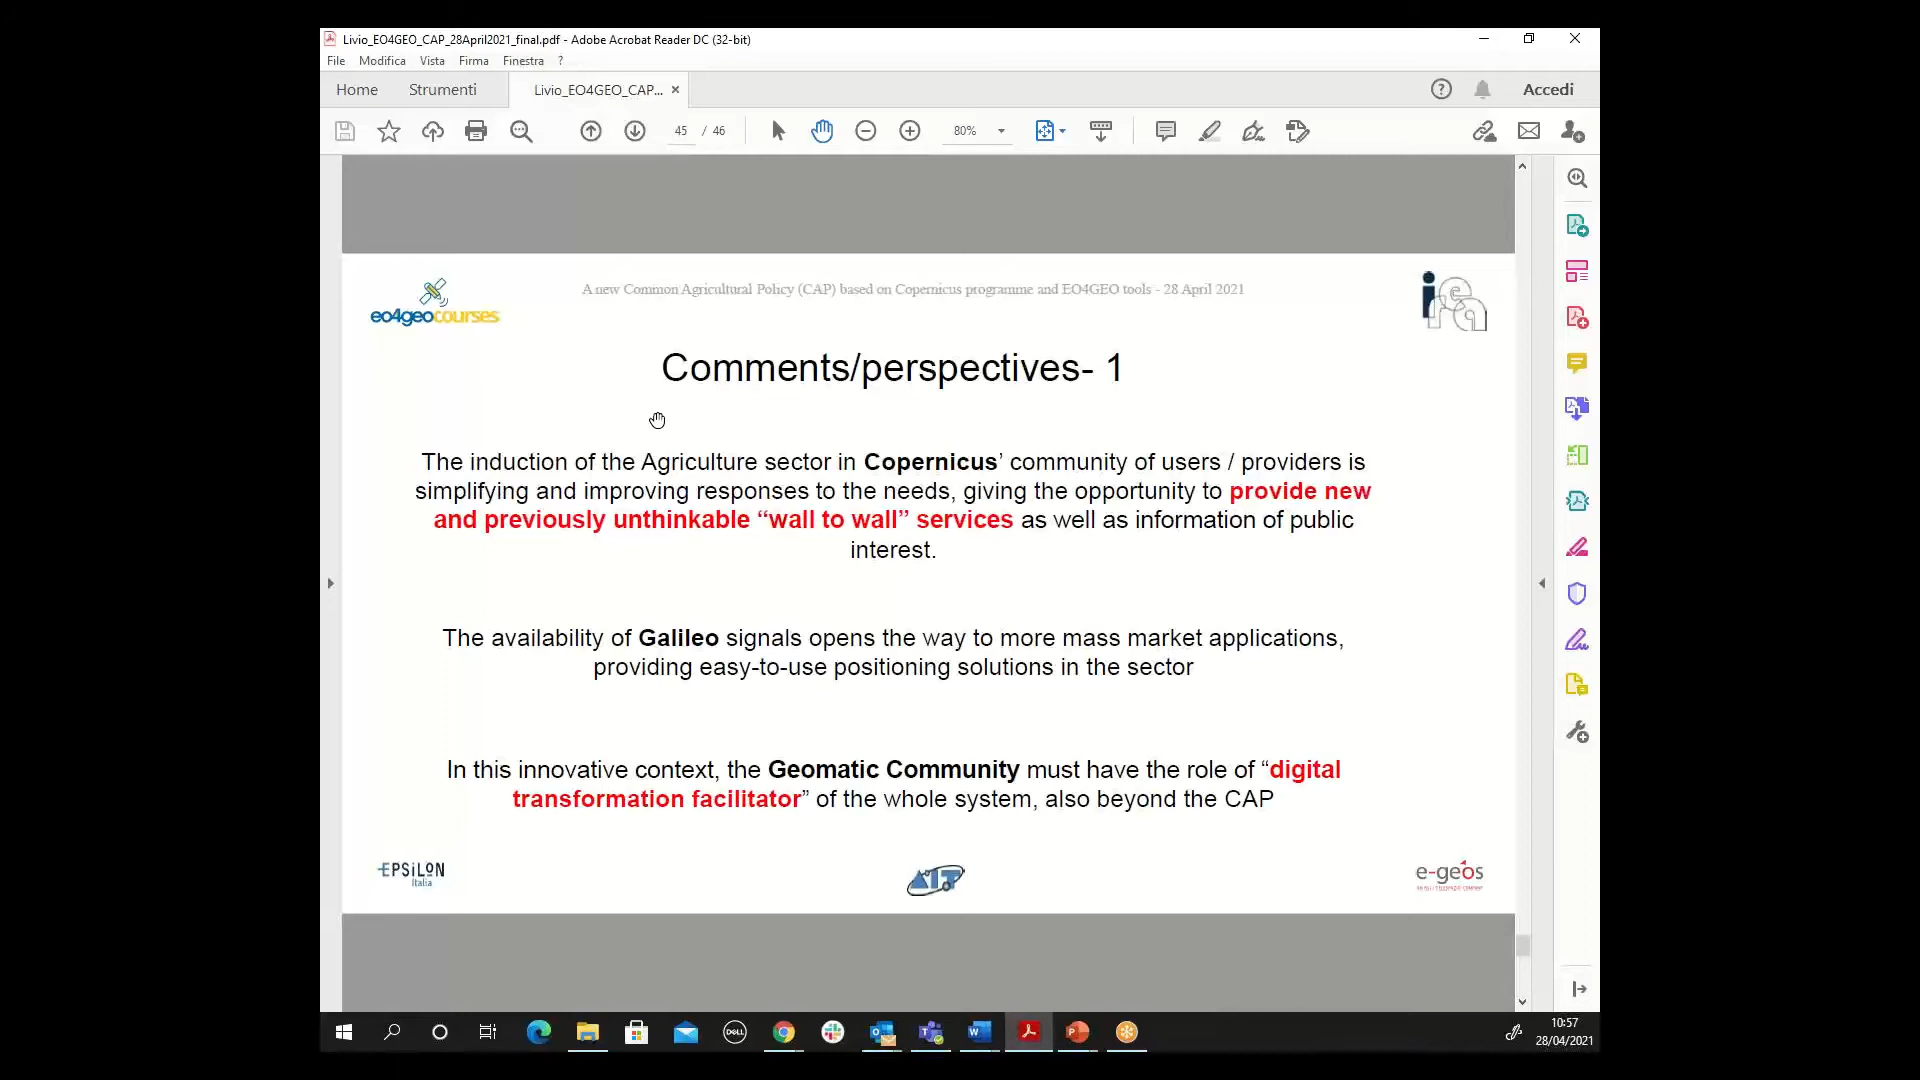 Livio_EO4GEO_CAP_28April2021_final.pdf - Adobe Acrobat Reader DC (32-bit)
File Modifica Vista Firma Finestra ?
Home Strumenti Livio_EO4GEO_CAP... × Accedi
45 / 46 80%
eo4geocourses
A new Common Agricultural Policy (CAP) based on Copernicus programme and EO4GEO tools - 28 April 2021
irea
Comments/perspectives- 1
The induction of the Agriculture sector in Copernicus’ community of users / providers is
simplifying and improving responses to the needs, giving the opportunity to provide new
and previously unthinkable “wall to wall” services as well as information of public
interest.
The availability of Galileo signals opens the way to more mass market applications,
providing easy-to-use positioning solutions in the sector
In this innovative context, the Geomatic Community must have the role of “digital
transformation facilitator” of the whole system, also beyond the CAP
EPSiLON
Italia
AIT
e-geos
DELL
10:57
28/04/2021